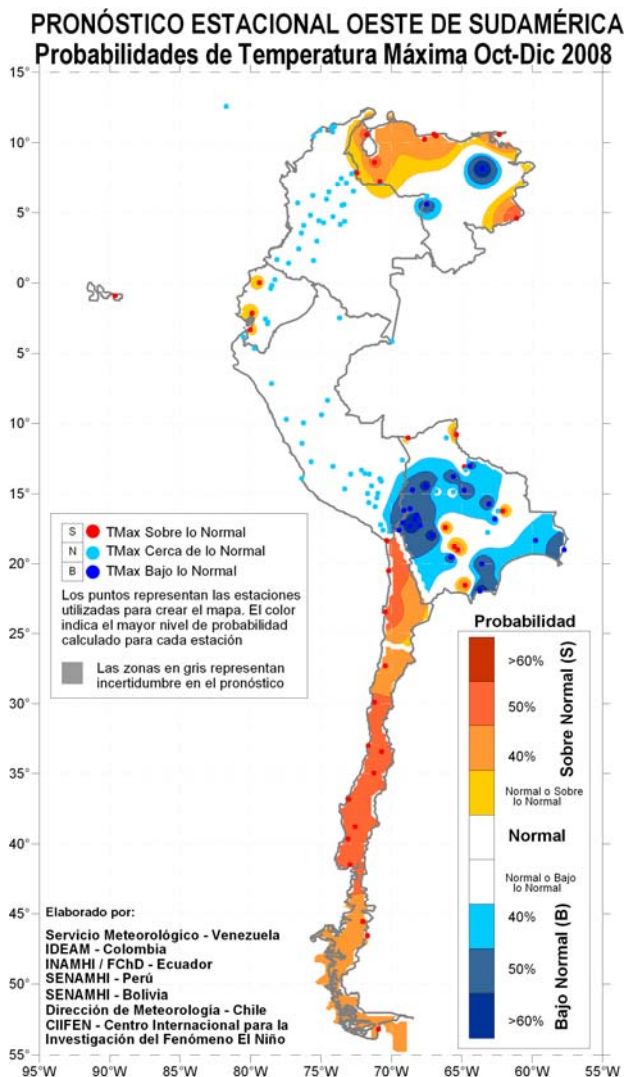 PRONÓSTICO ESTACIONAL OESTE DE SUDAMÉRICA
Probabilidades de Temperatura Máxima Oct-Dic 2008
15°
10°
5°
0°
5°
10°
15°
20°
25°
30°
35°
40°
45°
50°
55°
S TMax Sobre lo Normal
N TMax Cerca de lo Normal
B TMax Bajo lo Normal
Los puntos representan las estaciones
utilizadas para crear el mapa. El color
indica el mayor nivel de probabilidad
calculado para cada estación
Las zonas en gris representan
incertidumbre en el pronóstico
Probabilidad
>60%
50%
40%
Sobre Normal (S)
Normal o Sobre
lo Normal
Normal
Normal o Bajo
lo Normal
40%
50%
>60%
Bajo Normal (B)
Elaborado por:
Servicio Meteorológico - Venezuela
IDEAM - Colombia
INAMHI / FChD - Ecuador
SENAMHI - Perú
SENAMHI - Bolivia
Dirección de Meteorología - Chile
CIIFEN - Centro Internacional para la
Investigación del Fenómeno El Niño
95°W 90°W 85°W 80°W 75°W 70°W 65°W 60°W 55°W